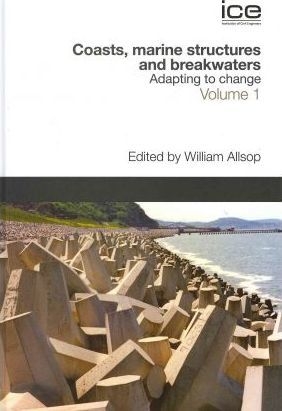 ice
Institution of Civil Engineers
Coasts, marine structures
and breakwaters
Adapting to change
Volume 1
Edited by William Allsop